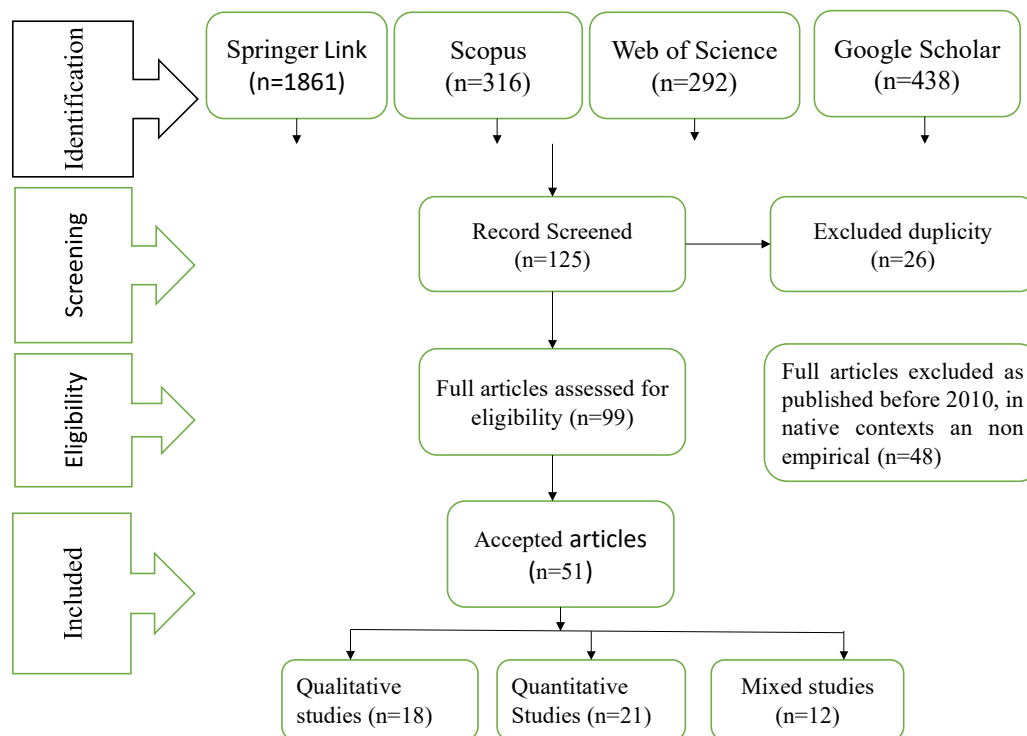 Identification
Springer Link
(n=1861)
Scopus
(n=316)
Web of Science
(n=292)
Google Scholar
(n=438)
Screening
Record Screened
(n=125)
Excluded duplicity
(n=26)
Eligibility
Full articles assessed for
eligibility (n=99)
Full articles excluded as
published before 2010, in
native contexts an non
empirical (n=48)
Included
Accepted articles
(n=51)
Qualitative
studies (n=18)
Quantitative
Studies (n=21)
Mixed studies
(n=12)